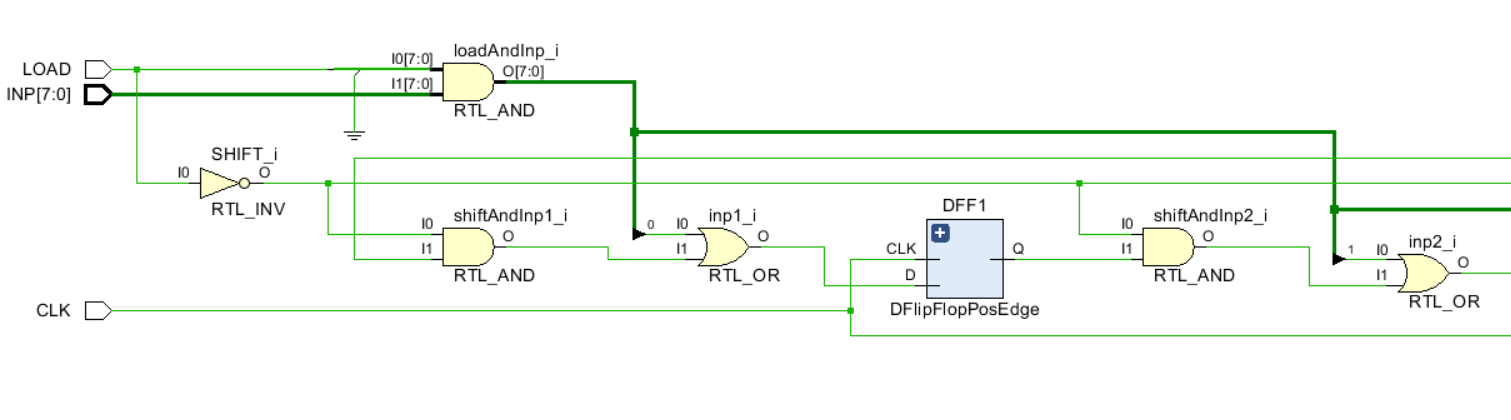 loadAndInp_i
I0[7:0]
LOAD
O[7:0]
I1[7:0]
INP[7:0]
RTL_AND
SHIFT_i
I0
O
RTL_INV
DFF1
shiftAndInp1_i
inp1_i
shiftAndInp2_i
I0
0
I0
I0
O
O
O
inp2_i
I1
I1
CLK
Q
I1
1
I0
O
RTL_AND
RTL_OR
D
RTL_AND
I1
RTL_OR
CLK
DFlipFlopPosEdge